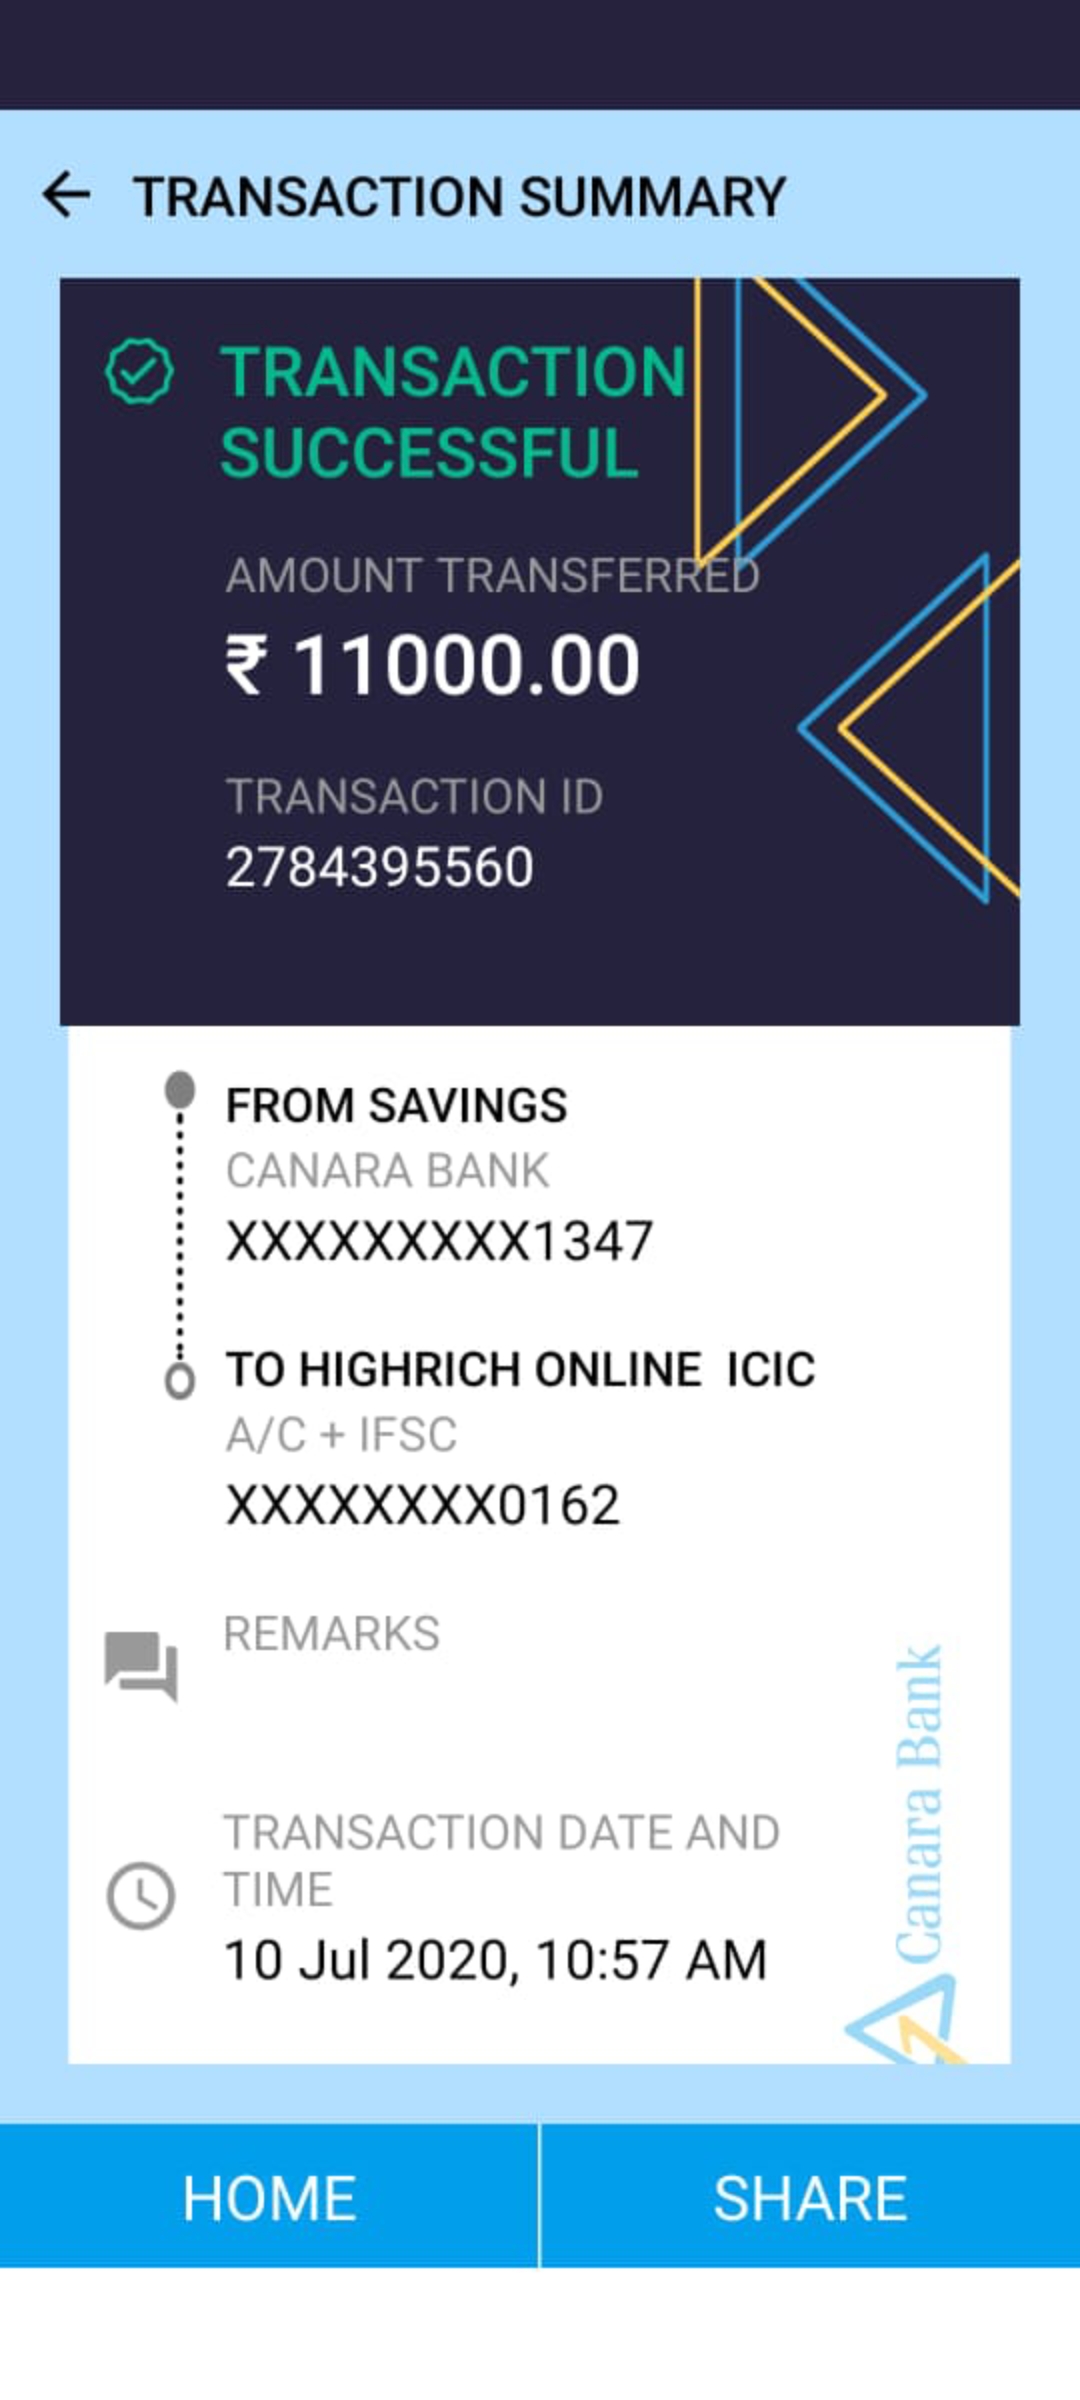 TRANSACTION SUMMARY
TRANSACTION
SUCCESSFUL
AMOUNT TRANSFERRED
₹ 11000.00
TRANSACTION ID
2784395560
FROM SAVINGS
CANARA BANK
XXXXXXXXX1347
TO HIGHRICH ONLINE  ICIC
A/C + IFSC
XXXXXXXX0162
REMARKS
TRANSACTION DATE AND
TIME
10 Jul 2020, 10:57 AM
Canara Bank
HOME
SHARE